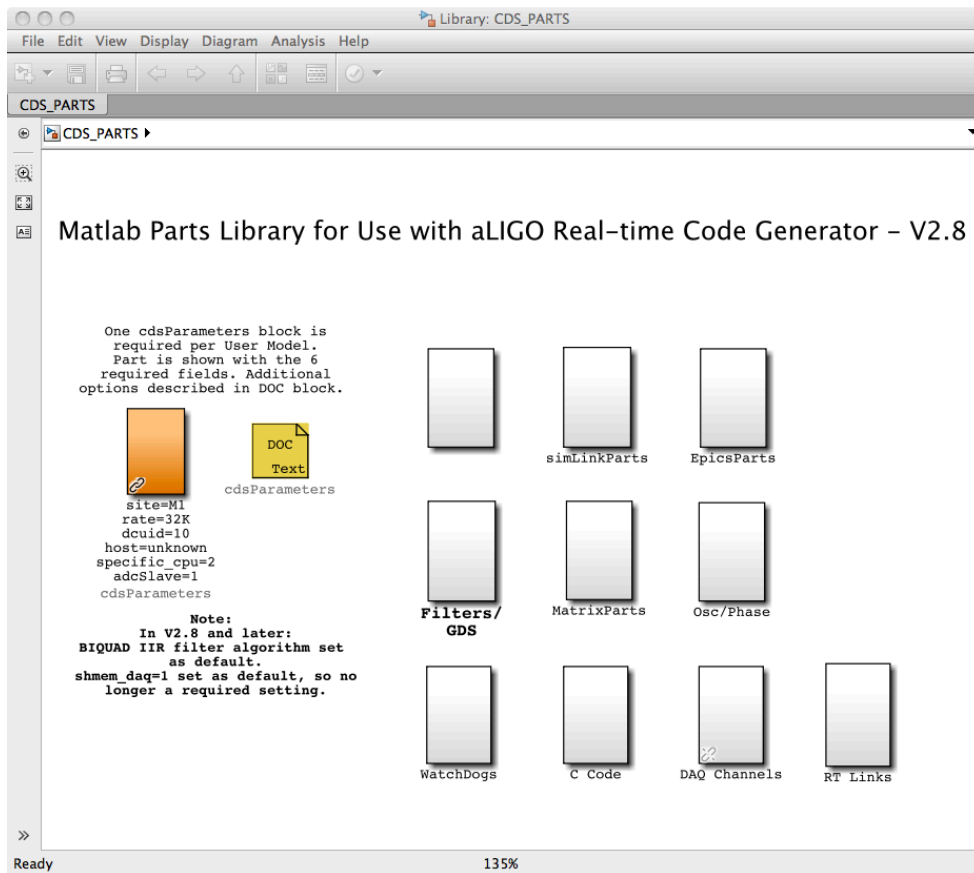 Library: CDS_PARTS
File Edit View Display Diagram Analysis Help
CDS_PARTS
CDS_PARTS
Matlab Parts Library for Use with aLIGO Real-time Code Generator - V2.8
One cdsParameters block is
required per User Model.
Part is shown with the 6
required fields. Additional
options described in DOC block.
DOC
Text
cdsParameters
site=M1
rate=32K
dcuid=10
host=unknown
specific_cpu=2
adcSlave=1
cdsParameters
Note:
In V2.8 and later:
BIQUAD IIR filter algorithm set
as default.
shmem_daq=1 set as default, so no
longer a required setting.
simLinkParts
EpicsParts
Filters/
GDS
MatrixParts
Osc/Phase
WatchDogs
C Code
DAQ Channels
RT Links
Ready
135%